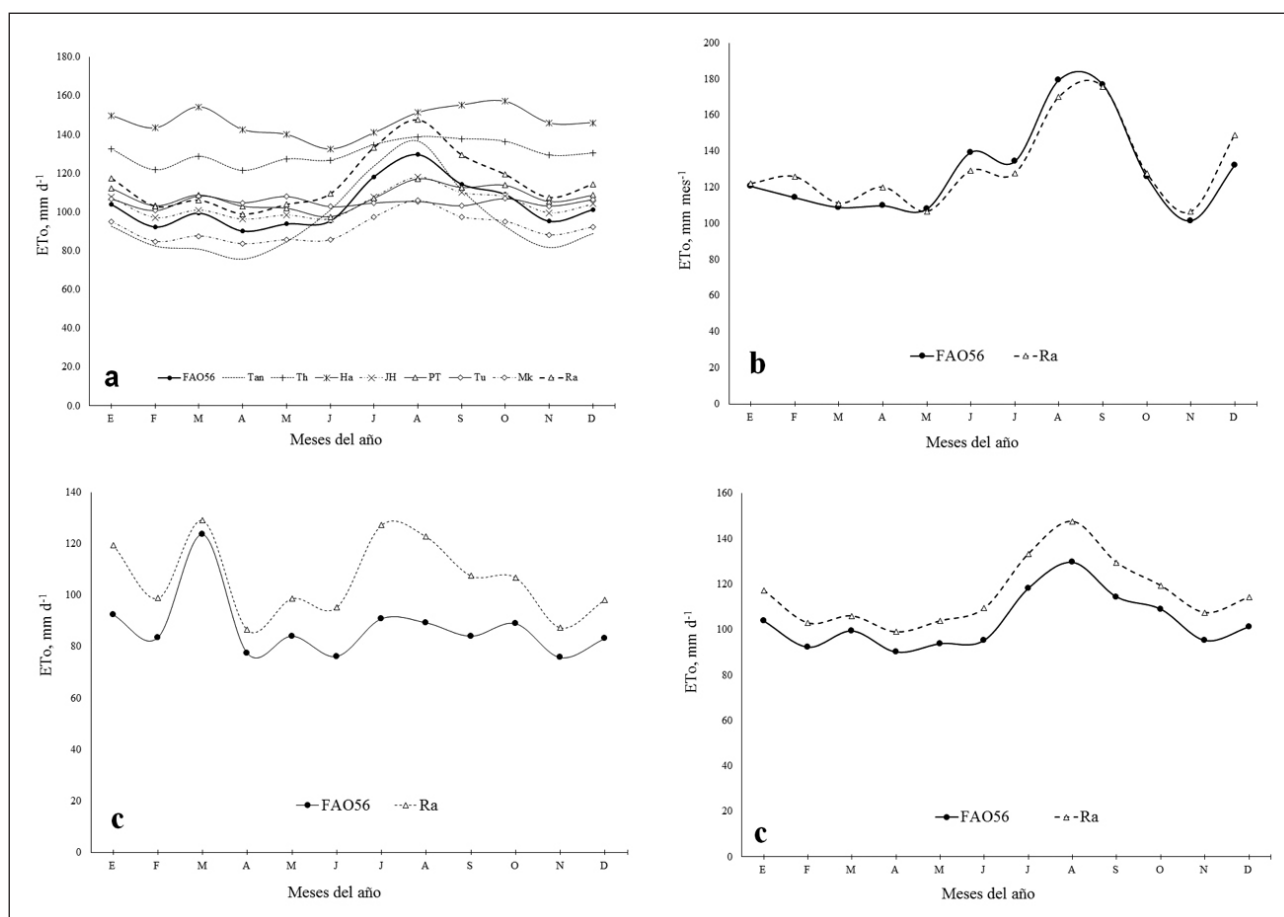 180.0
160.0
140.0
120.0
100.0
80.0
60.0
40.0
20.0
0.0
ETo, mm d-1
a
FAO56 Tan Th Ha JH PT Tu Mk Ra
E F M A M J J A S O N D
Meses del año
200
180
160
140
120
100
80
60
40
20
0
ETo, mm mes-1
b
FAO56 Ra
E F M A M J J A S O N D
Meses del año
140
120
100
80
60
40
20
0
ETo, mm d-1
c
FAO56 Ra
E F M A M J J A S O N D
Meses del año
160
140
120
100
80
60
40
20
0
ETo, mm d-1
c
FAO56 Ra
E F M A M J J A S O N D
Meses del año